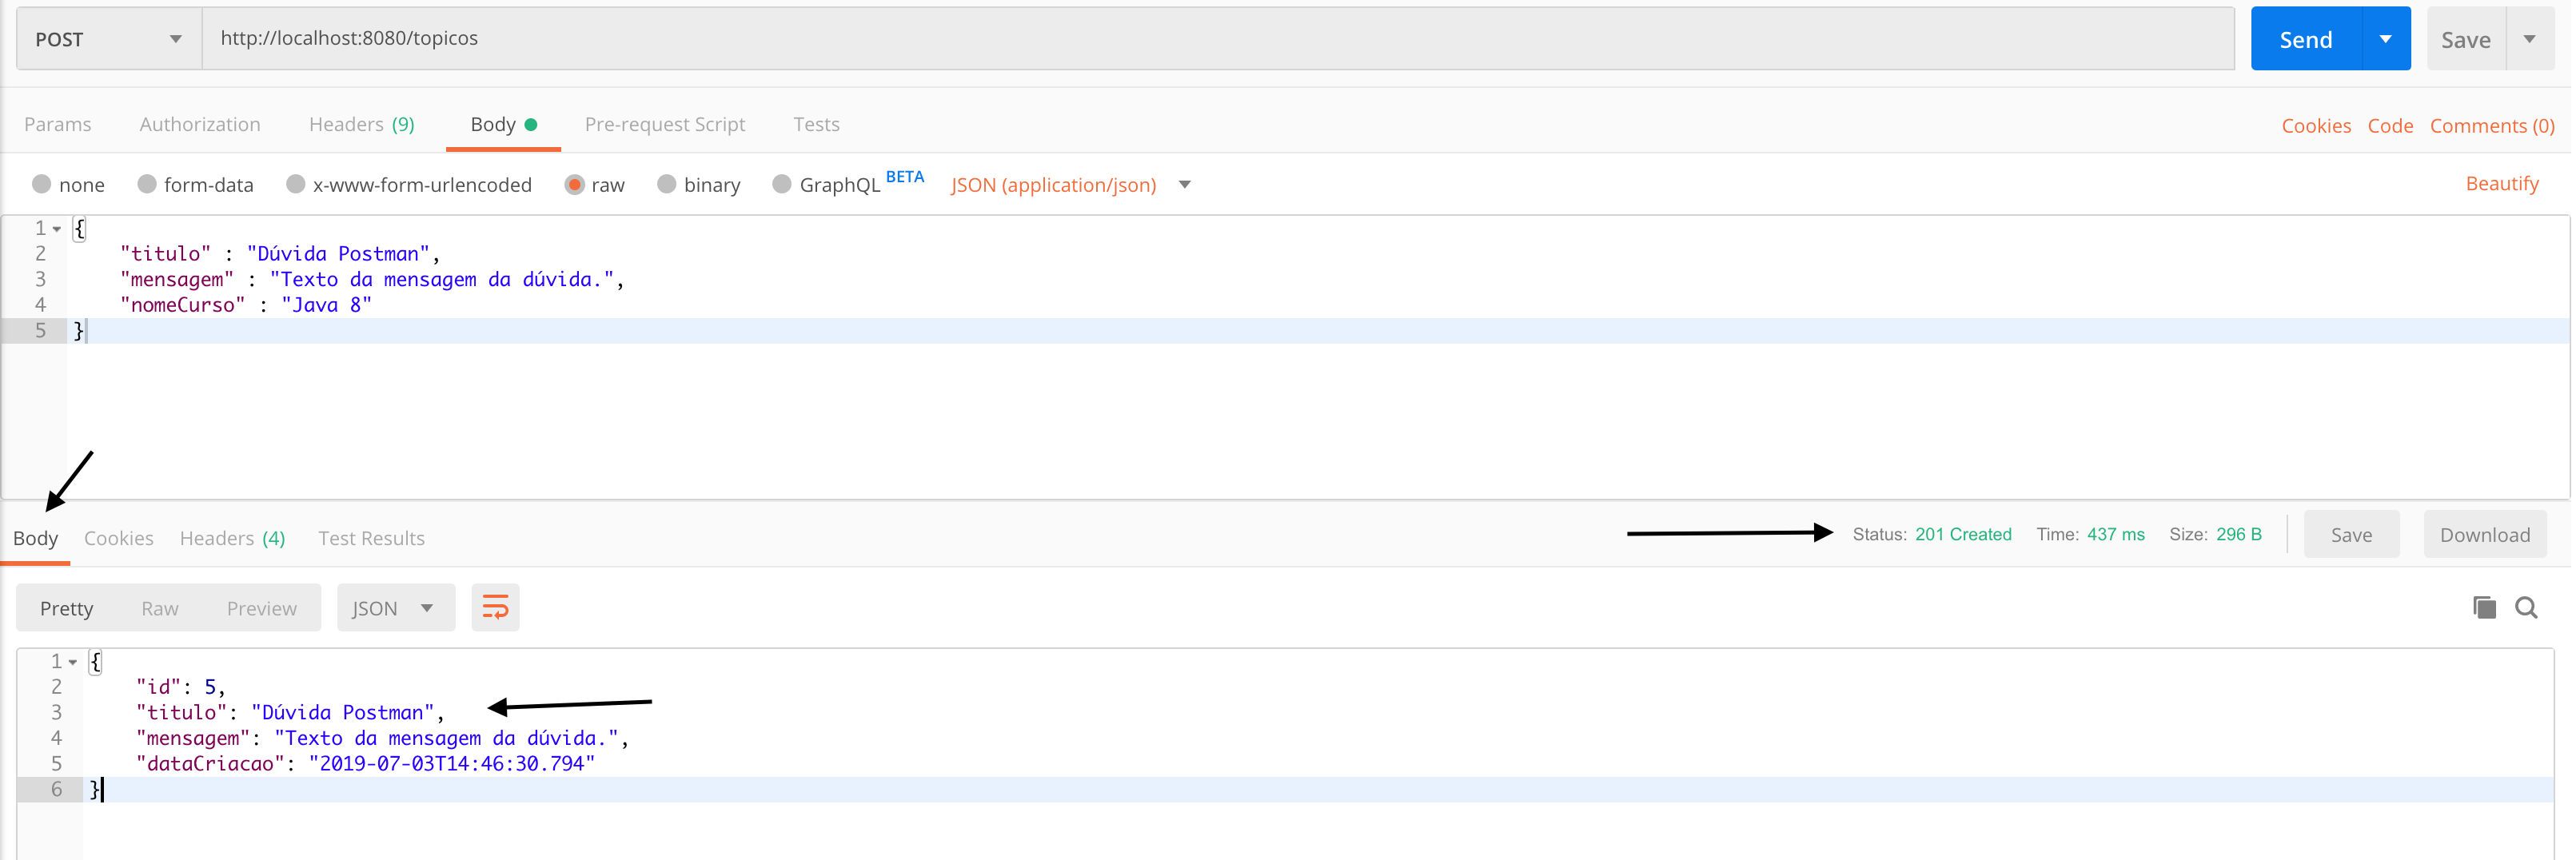 POST http://localhost:8080/topicos Send Save
Params Authorization Headers (9) Body Pre-request Script Tests Cookies Code Comments (0)
none form-data x-www-form-urlencoded raw binary GraphQL BETA JSON (application/json) Beautify
1 {
2 "titulo" : "Dúvida Postman",
3 "mensagem" : "Texto da mensagem da dúvida.",
4 "nomeCurso" : "Java 8"
5 }
Body Cookies Headers (4) Test Results Status: 201 Created Time: 437 ms Size: 296 B Save Download
Pretty Raw Preview JSON
1 {
2 "id": 5,
3 "titulo": "Dúvida Postman",
4 "mensagem": "Texto da mensagem da dúvida.",
5 "dataCriacao": "2019-07-03T14:46:30.794"
6 }